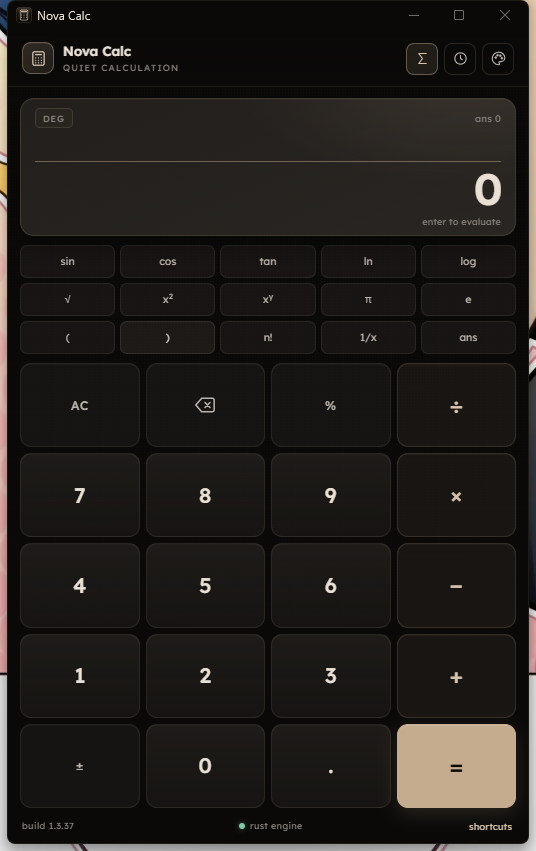 Nova Calc
Nova Calc
QUIET CALCULATION
Σ
DEG
ans 0
0
enter to evaluate
sin cos tan ln log
√ x² xʸ π e
( ) n! 1/x ans
AC % ÷
7 8 9 ×
4 5 6 −
1 2 3 +
± 0 . =
build 1.3.37 rust engine shortcuts